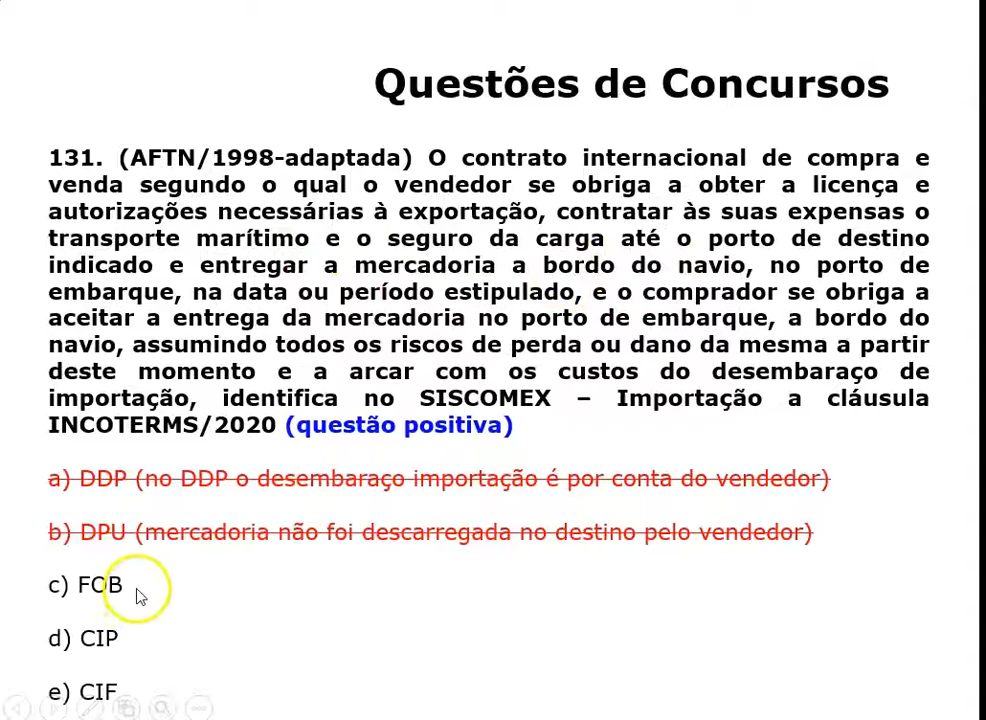 Questões de Concursos
131. (AFTN/1998-adaptada) O contrato internacional de compra e
venda segundo o qual o vendedor se obriga a obter a licença e
autorizações necessárias à exportação, contratar às suas expensas o
transporte marítimo e o seguro da carga até o porto de destino
indicado e entregar a mercadoria a bordo do navio, no porto de
embarque, na data ou período estipulado, e o comprador se obriga a
aceitar a entrega da mercadoria no porto de embarque, a bordo do
navio, assumindo todos os riscos de perda ou dano da mesma a partir
deste momento e a arcar com os custos do desembaraço de
importação, identifica no SISCOMEX – Importação a cláusula
INCOTERMS/2020 (questão positiva)
a) DDP (no DDP o desembaraço importação é por conta do vendedor)
b) DPU (mercadoria não foi descarregada no destino pelo vendedor)
c) FOB
d) CIP
e) CIF